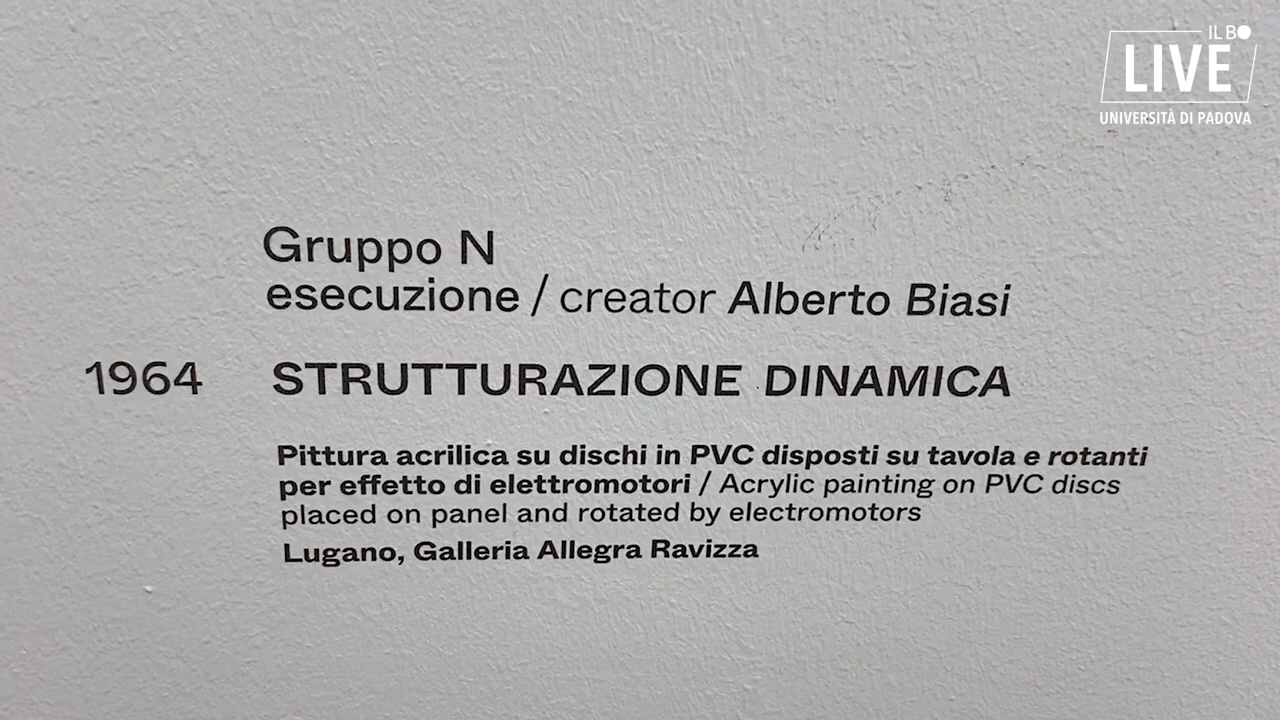 IL BO
LIVE
UNIVERSITÀ DI PADOVA
Gruppo N
esecuzione / creator Alberto Biasi
1964 STRUTTURAZIONE DINAMICA
Pittura acrilica su dischi in PVC disposti su tavola e rotanti
per effetto di elettromotori / Acrylic painting on PVC discs
placed on panel and rotated by electromotors
Lugano, Galleria Allegra Ravizza